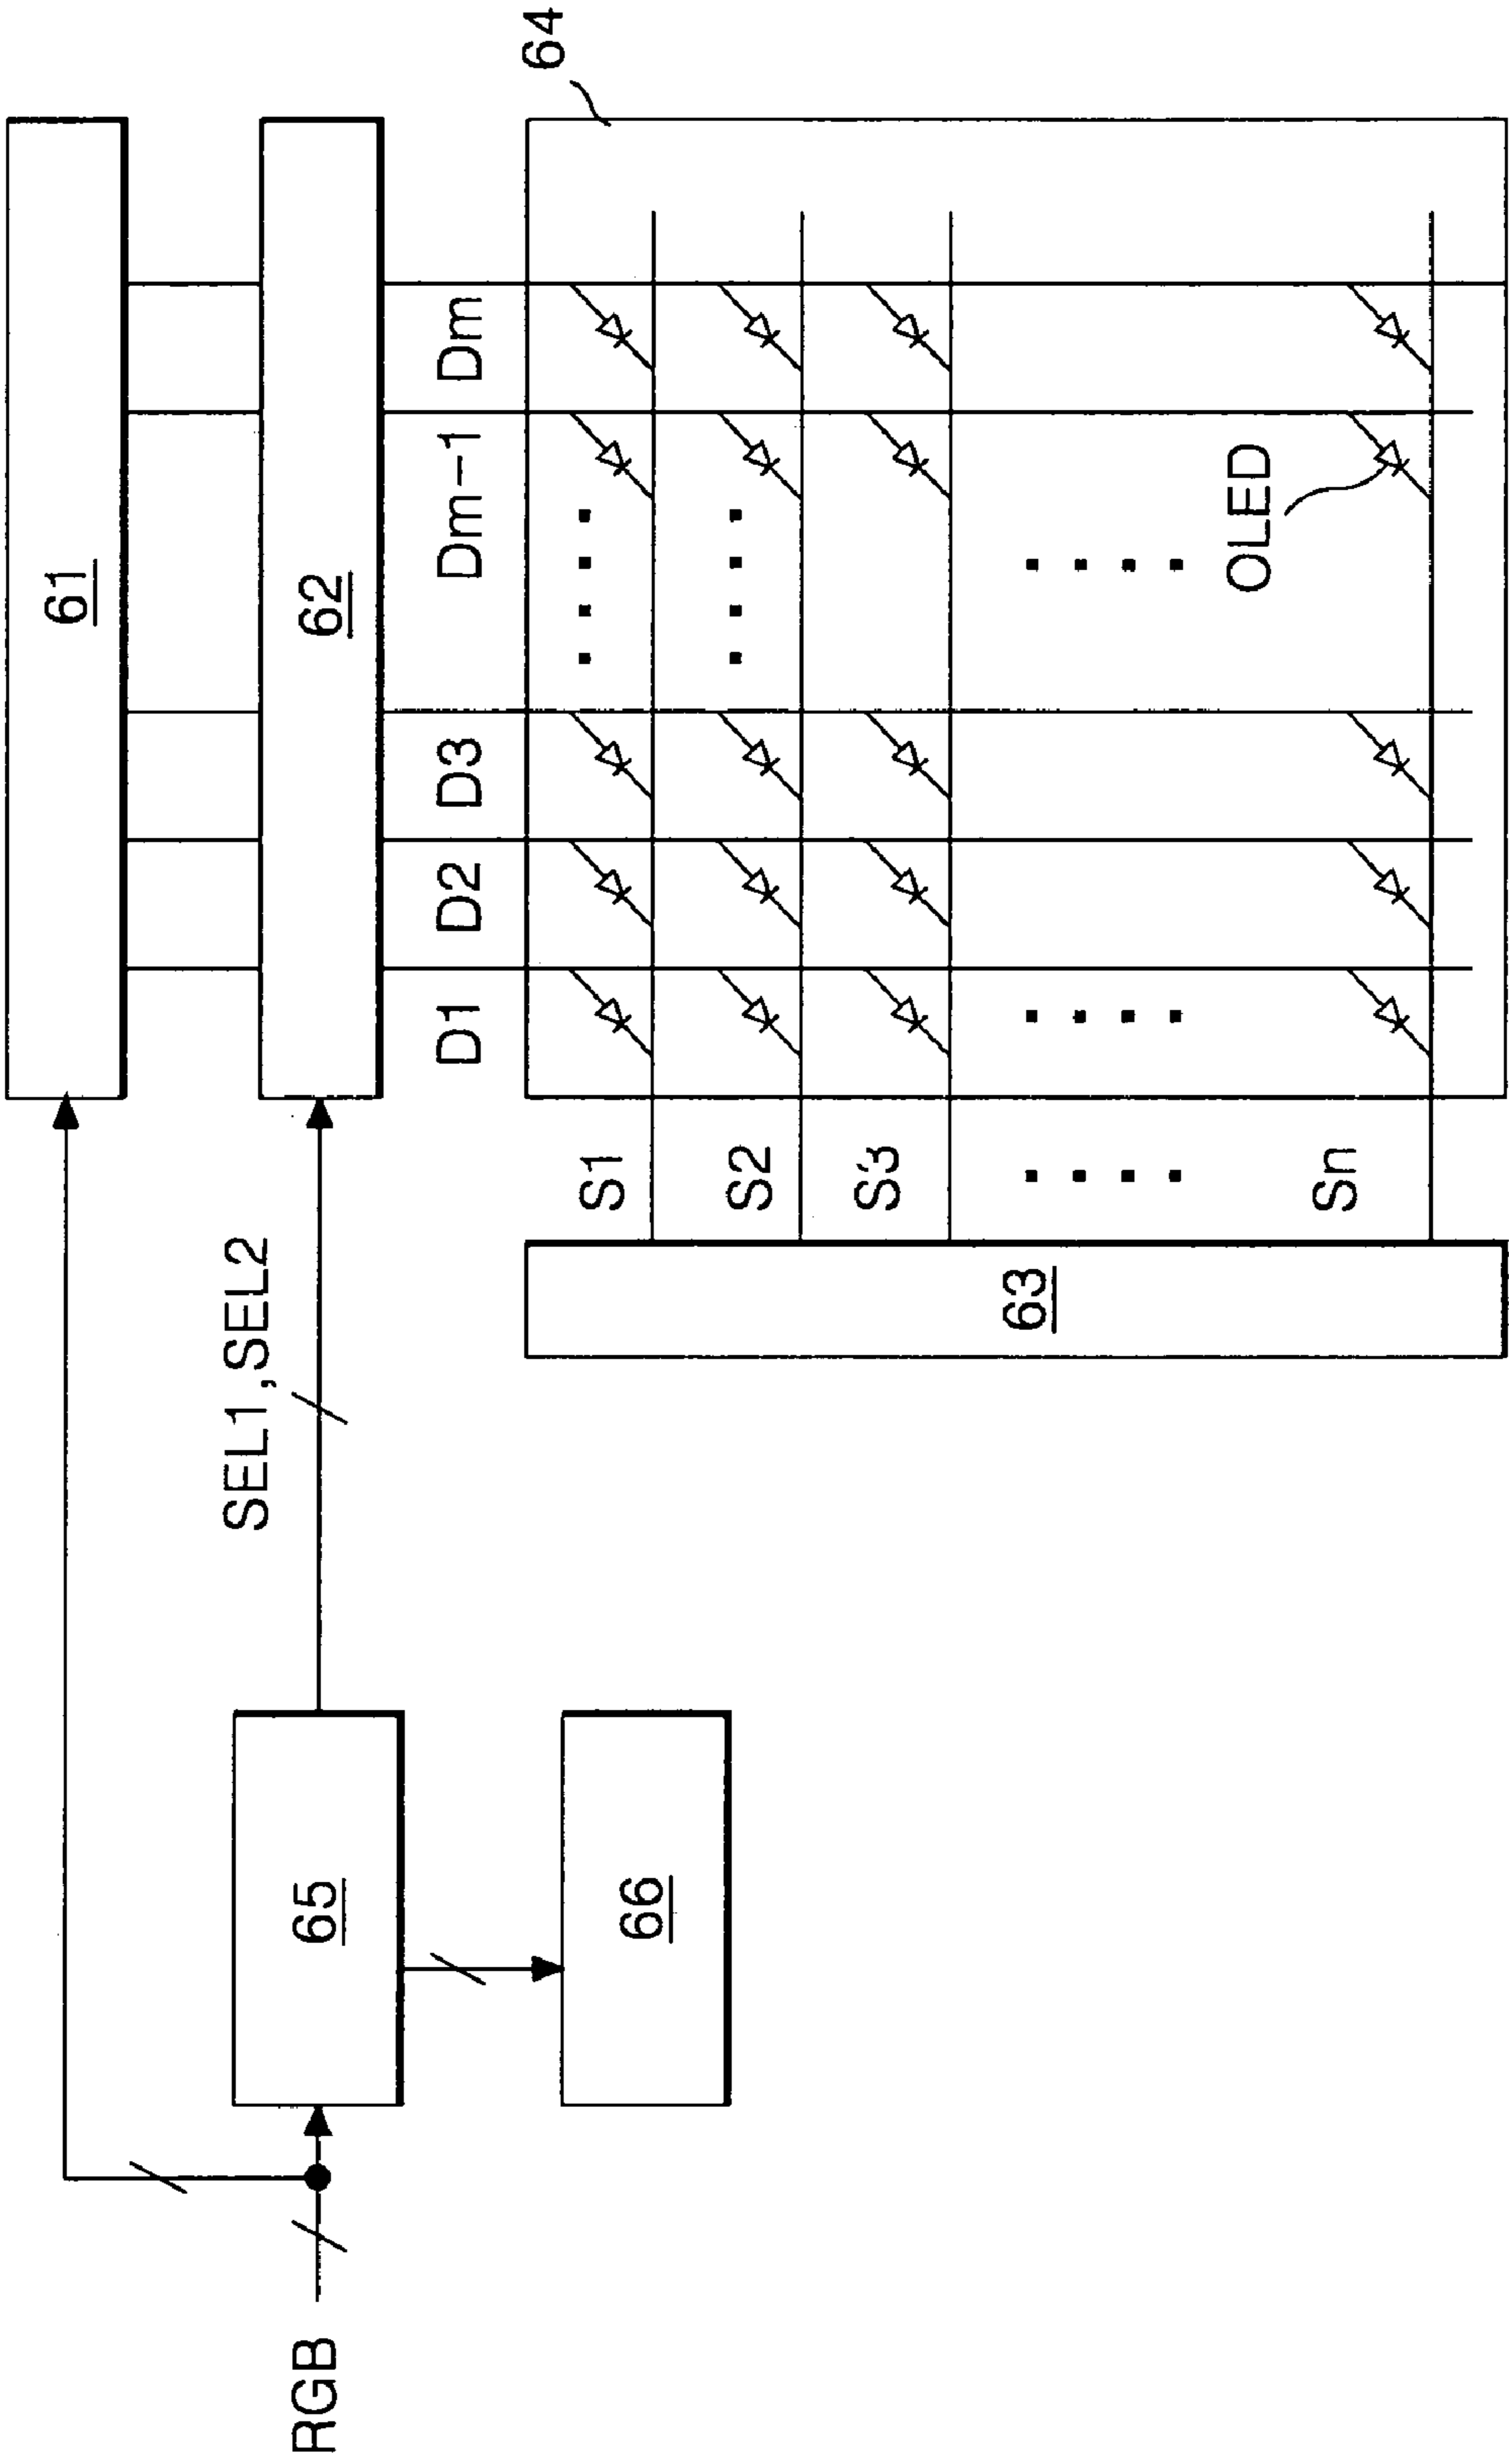 61
62
64
D1 D2 D3 Dm-1 Dm
S1
S2
S3
Sn
OLED
63
SEL1,SEL2
65
66
RGB